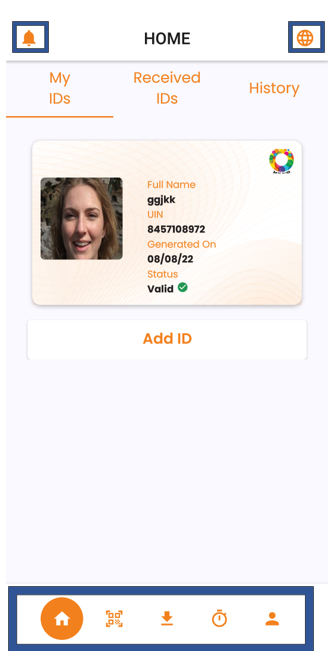 HOME
My
IDs
Received
IDs
History
Full Name
ggjkk
UIN
8457108972
Generated On
08/08/22
Status
Valid
Add ID